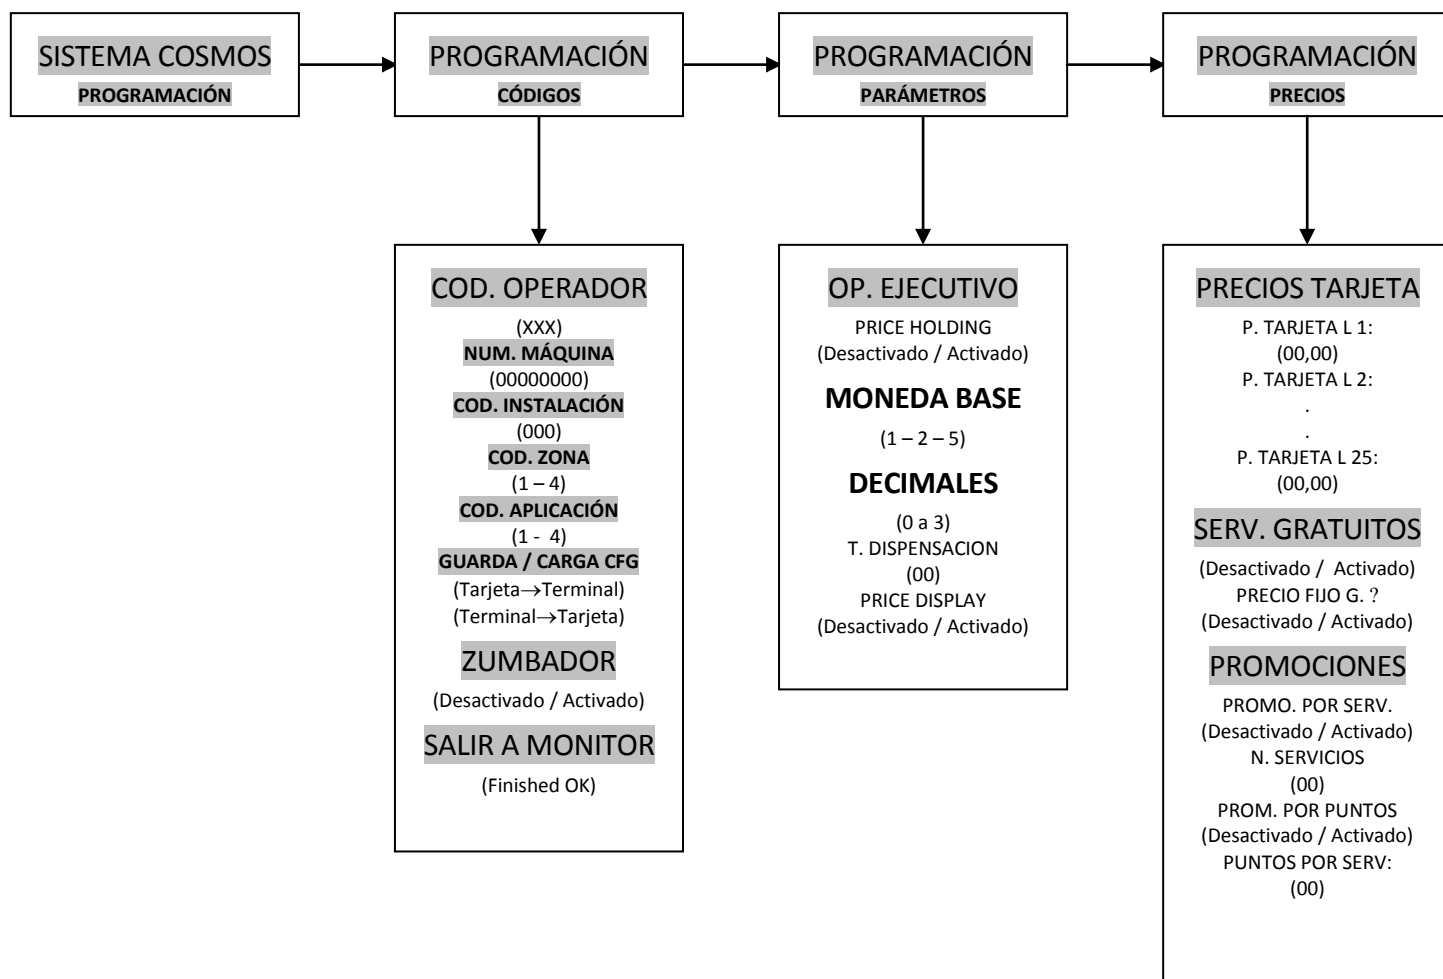 SISTEMA COSMOS
PROGRAMACIÓN
PROGRAMACIÓN
CÓDIGOS
PROGRAMACIÓN
PARÁMETROS
PROGRAMACIÓN
PRECIOS
COD. OPERADOR
(XXX)
NUM. MÁQUINA
(00000000)
COD. INSTALACIÓN
(000)
COD. ZONA
(1 – 4)
COD. APLICACIÓN
(1 - 4)
GUARDA / CARGA CFG
(Tarjeta→Terminal)
(Terminal→Tarjeta)
ZUMBADOR
(Desactivado / Activado)
SALIR A MONITOR
(Finished OK)
OP. EJECUTIVO
PRICE HOLDING
(Desactivado / Activado)
MONEDA BASE
(1 – 2 – 5)
DECIMALES
(0 a 3)
T. DISPENSACION
(00)
PRICE DISPLAY
(Desactivado / Activado)
PRECIOS TARJETA
P. TARJETA L 1:
(00,00)
P. TARJETA L 2:
.
.
P. TARJETA L 25:
(00,00)
SERV. GRATUITOS
(Desactivado / Activado)
PRECIO FIJO G. ?
(Desactivado / Activado)
PROMOCIONES
PROMO. POR SERV.
(Desactivado / Activado)
N. SERVICIOS
(00)
PROM. POR PUNTOS
(Desactivado / Activado)
PUNTOS POR SERV:
(00)